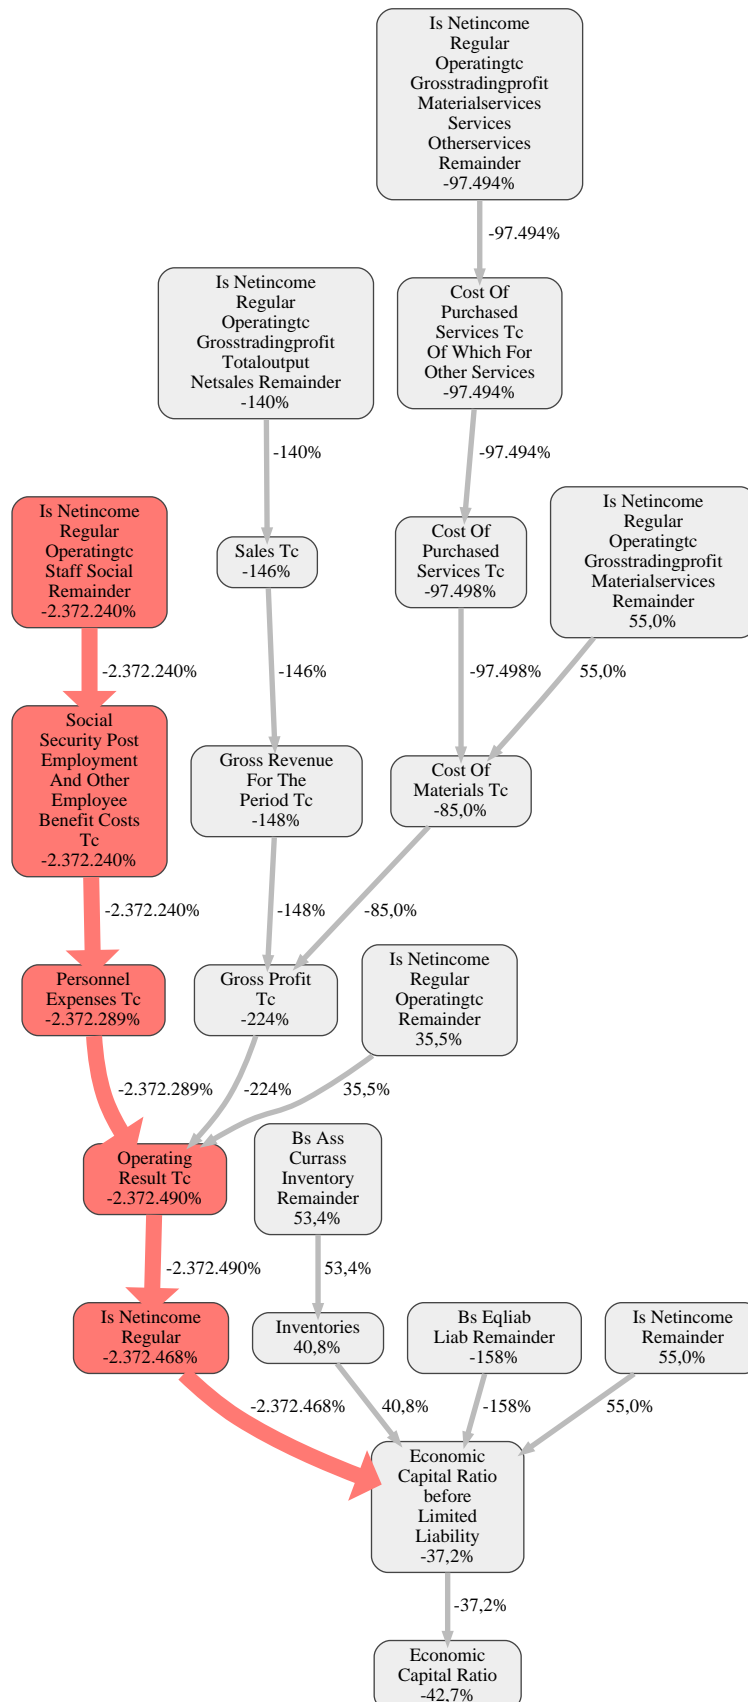 Is Netincome
Regular
Operatingtc
Grosstradingprofit
Materialservices
Services
Otherservices
Remainder
-97.494%
-97.494%
Is Netincome
Regular
Operatingtc
Grosstradingprofit
Totaloutput
Netsales Remainder
-140%
Cost Of
Purchased
Services Tc
Of Which For
Other Services
-97.494%
-140%
-97.494%
Is Netincome
Regular
Operatingtc
Staff Social
Remainder
-2.372.240%
Sales Tc
-146%
Cost Of
Purchased
Services Tc
-97.498%
Is Netincome
Regular
Operatingtc
Grosstradingprofit
Materialservices
Remainder
55,0%
-2.372.240%
-146%
-97.498%
55,0%
Social
Security Post
Employment
And Other
Employee
Benefit Costs
Tc
-2.372.240%
Gross Revenue
For The
Period Tc
-148%
Cost Of
Materials Tc
-85,0%
-2.372.240%
-148%
-85,0%
Personnel
Expenses Tc
-2.372.289%
Gross Profit
Tc
-224%
Is Netincome
Regular
Operatingtc
Remainder
35,5%
-2.372.289%
-224%
35,5%
Operating
Result Tc
-2.372.490%
Bs Ass
Currass
Inventory
Remainder
53,4%
-2.372.490%
53,4%
Is Netincome
Regular
-2.372.468%
Inventories
40,8%
Bs Eqliab
Liab Remainder
-158%
Is Netincome
Remainder
55,0%
-2.372.468%
40,8%
-158%
55,0%
Economic
Capital Ratio
before
Limited
Liability
-37,2%
-37,2%
Economic
Capital Ratio
-42,7%